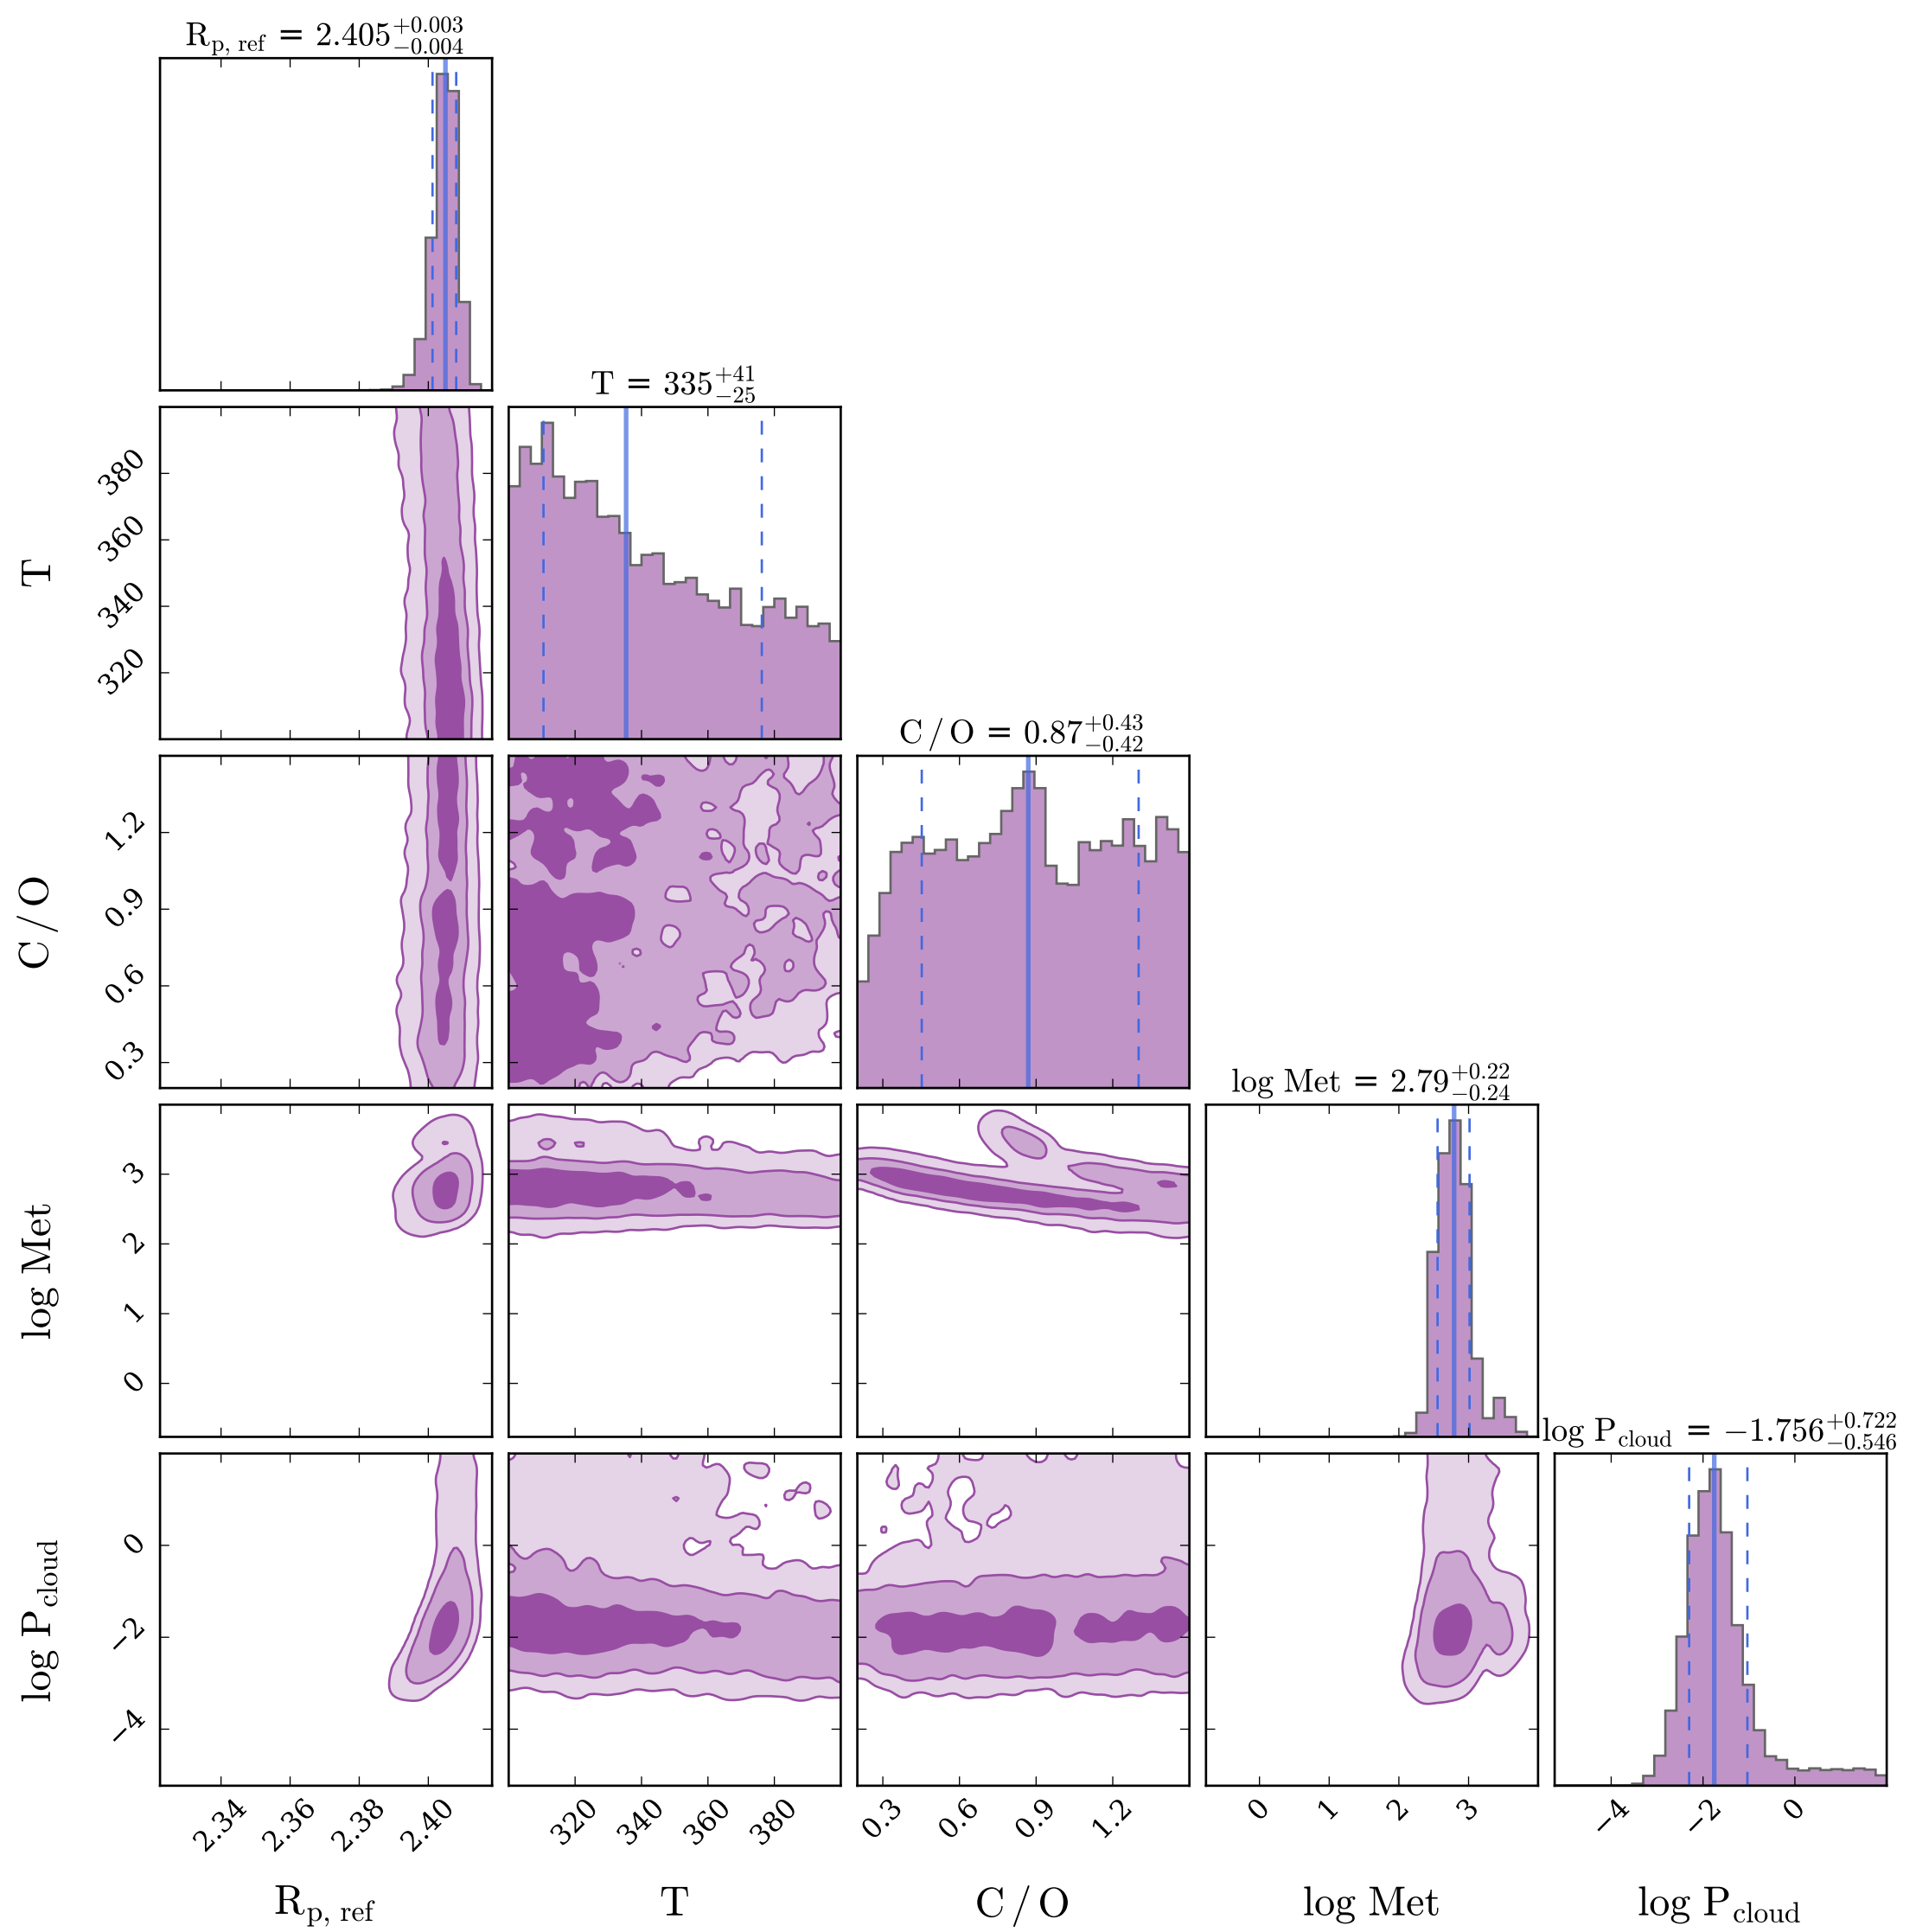 R_p, ref = 2.405^{+0.003}_{−0.004}
T = 335^{+41}_{−25}
380
360
340
320
T
C/O = 0.87^{+0.43}_{−0.42}
1.2
0.9
0.6
0.3
C/O
log Met = 2.79^{+0.22}_{−0.24}
3
2
1
0
log Met
log P_cloud = −1.756^{+0.722}_{−0.546}
0
−2
−4
log P_cloud
2.34 2.36 2.38 2.40 320 340 360 380 0.3 0.6 0.9 1.2 0 1 2 3 −4 −2 0
R_p, ref T C/O log Met log P_cloud